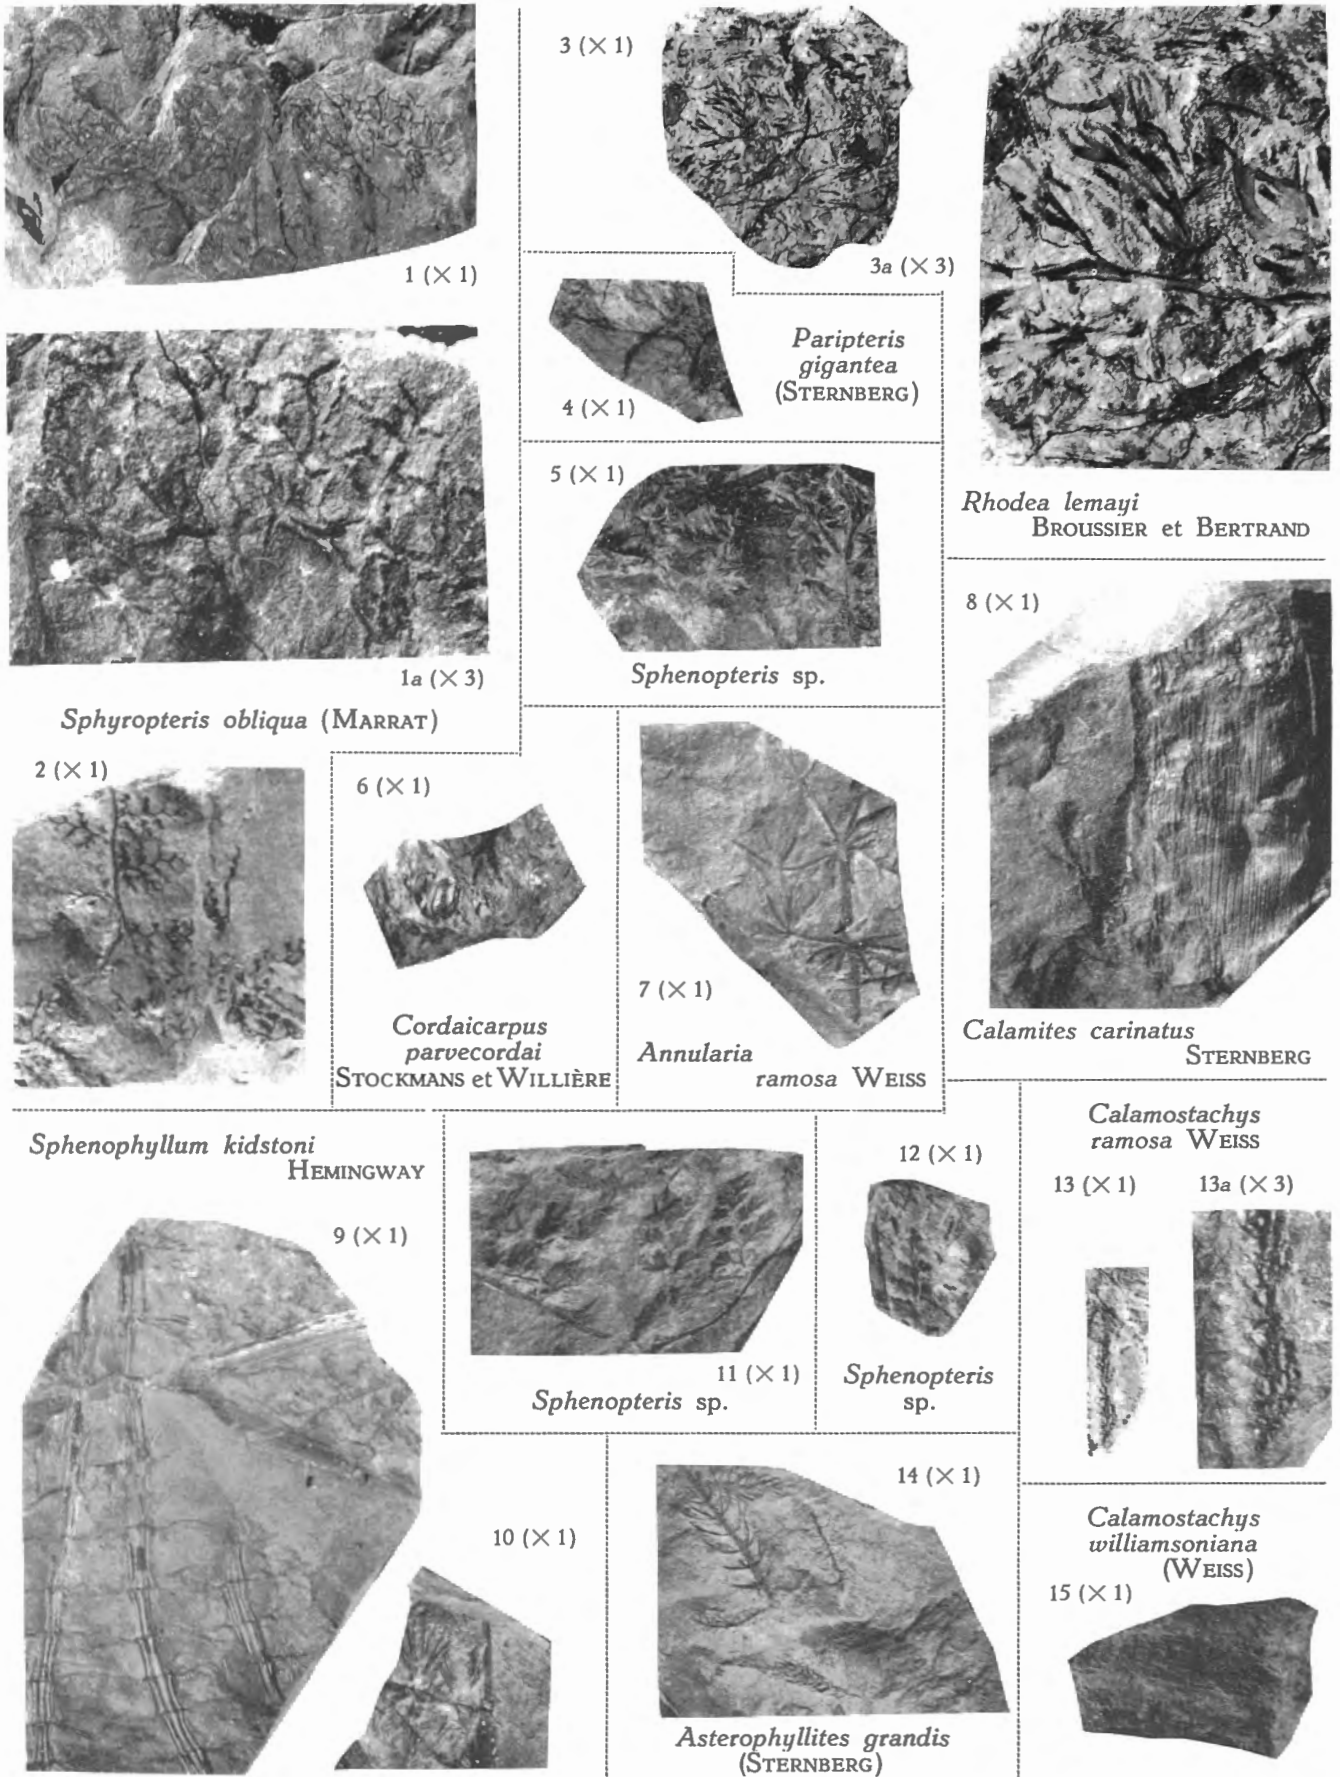 1 (× 1)
1a (× 3)
Sphyropteris obliqua (MARRAT)
2 (× 1)
3 (× 1)
3a (× 3)
Rhodea lemayi
BROUSSIER et BERTRAND
4 (× 1)
Paripteris
gigantea
(STERNBERG)
5 (× 1)
Sphenopteris sp.
6 (× 1)
Cordaicarpus
parvecordai
STOCKMANS et WILLIÈRE
7 (× 1)
Annularia
ramosa WEISS
8 (× 1)
Calamites carinatus
STERNBERG
Sphenophyllum kidstoni
HEMINGWAY
9 (× 1)
10 (× 1)
11 (× 1)
Sphenopteris sp.
12 (× 1)
Sphenopteris
sp.
Calamostachys
ramosa WEISS
13 (× 1)
13a (× 3)
14 (× 1)
Asterophyllites grandis
(STERNBERG)
Calamostachys
williamsoniana
(WEISS)
15 (× 1)